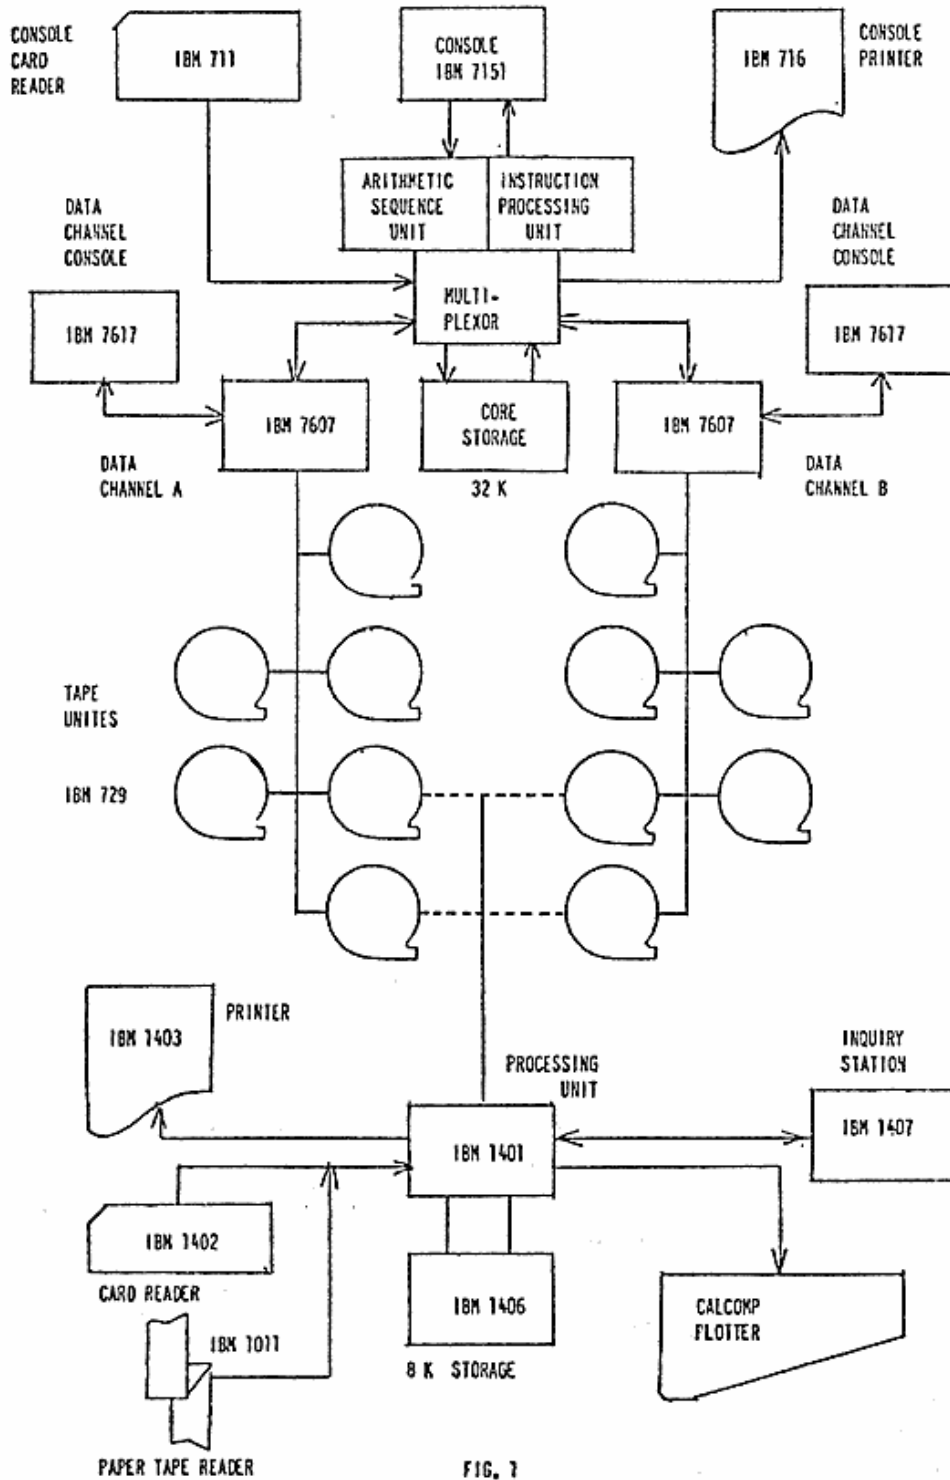 CONSOLE
CARD
READER
IBM 711
CONSOLE
IBM 7151
IBM 716
CONSOLE
PRINTER
ARITHMETIC
SEQUENCE
UNIT
INSTRUCTION
PROCESSING
UNIT
DATA
CHANNEL
CONSOLE
DATA
CHANNEL
CONSOLE
IBM 7617
MULTI-
PLEXOR
IBM 7617
IBM 7607
CORE
STORAGE
IBM 7607
DATA
CHANNEL A
32 K
DATA
CHANNEL B
TAPE
UNITES
IBM 729
IBM 1403
PRINTER
PROCESSING
UNIT
INQUIRY
STATION
IBM 1401
IBM 1407
IBM 1402
CARD READER
IBM 1406
8 K STORAGE
CALCOMP
FLOTTER
IBM 1011
PAPER TAPE READER
FIG. 1